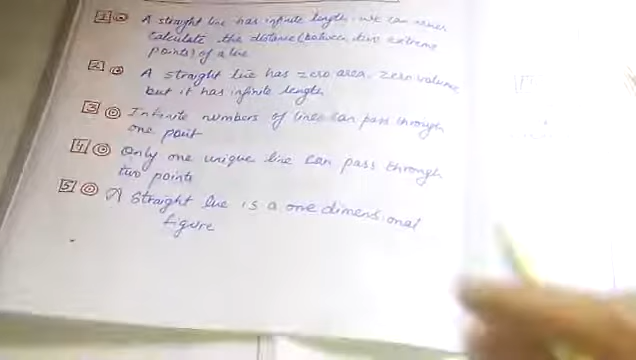 1 A straight line has infinite length, we can never
calculate the distance (between two extreme
points) of a line
2 A straight line has zero area, zero volume
but it has infinite length
3 Infinite numbers of lines can pass through
one point
4 Only one unique line can pass through
two points
5 A straight line is a one dimensional
figure